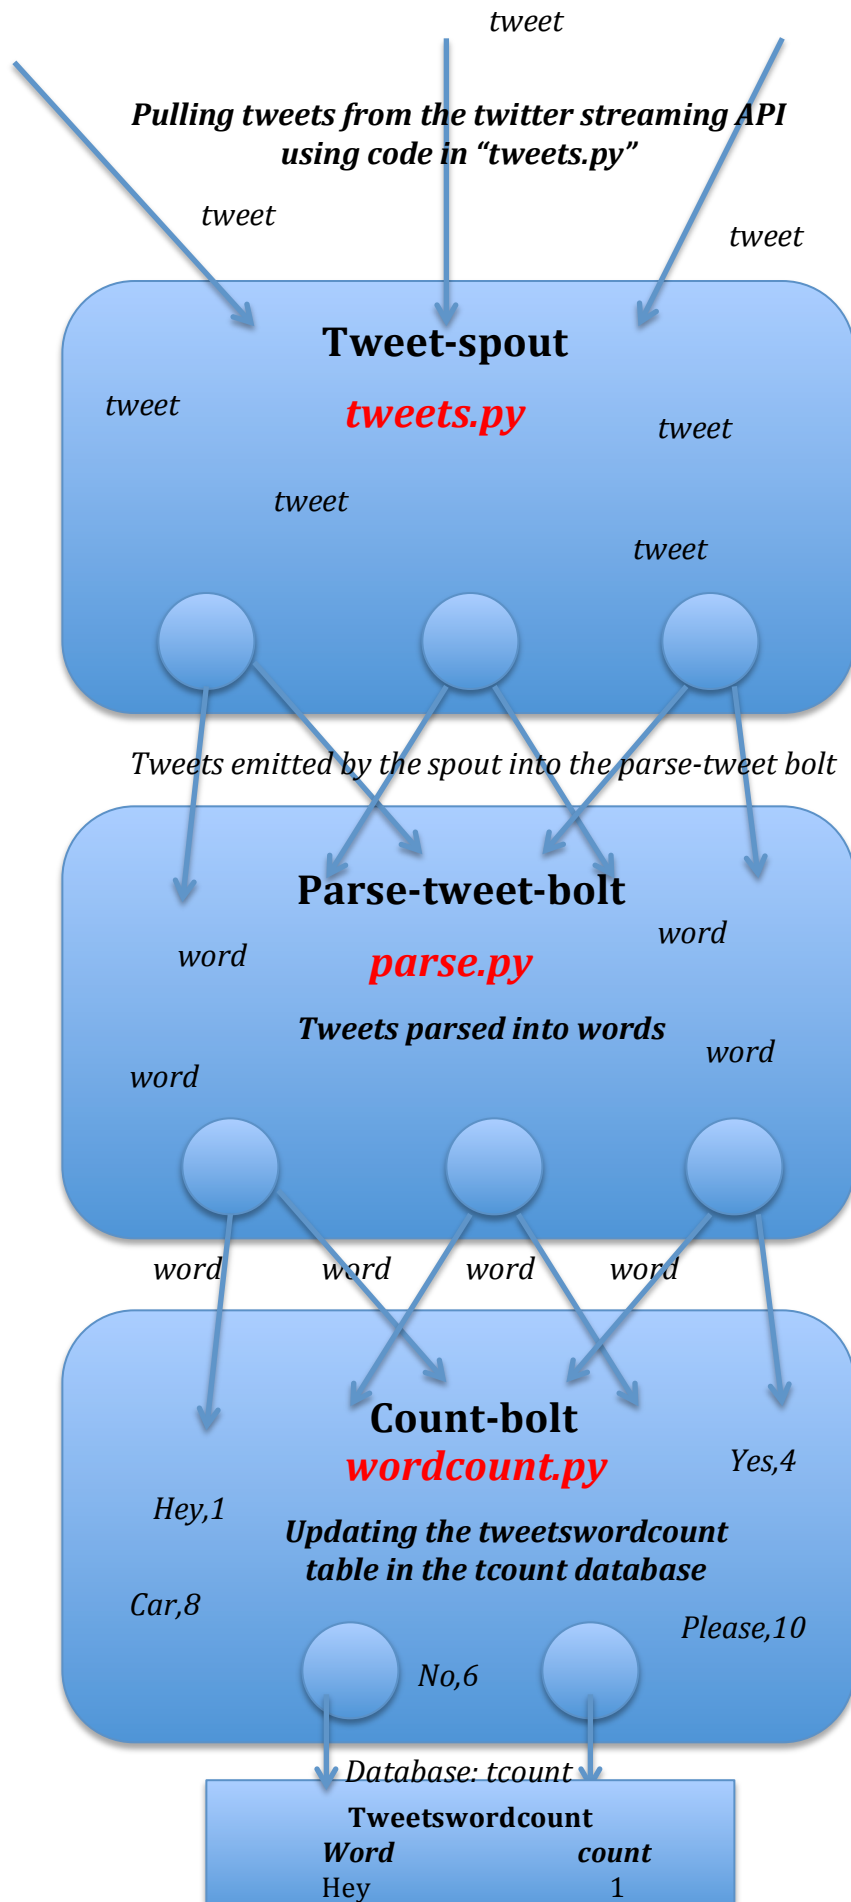 tweet
Pulling tweets from the twitter streaming API
using code in “tweets.py”
tweet
tweet
Tweet-spout
tweet
tweets.py
tweet
tweet
tweet
Tweets emitted by the spout into the parse-tweet bolt
Parse-tweet-bolt
word
word
parse.py
Tweets parsed into words
word
word
word word word word
Count-bolt
wordcount.py
Yes,4
Hey,1
Updating the tweetswordcount
table in the tcount database
Car,8
Please,10
No,6
Database: tcount
Tweetswordcount
Word count
Hey 1